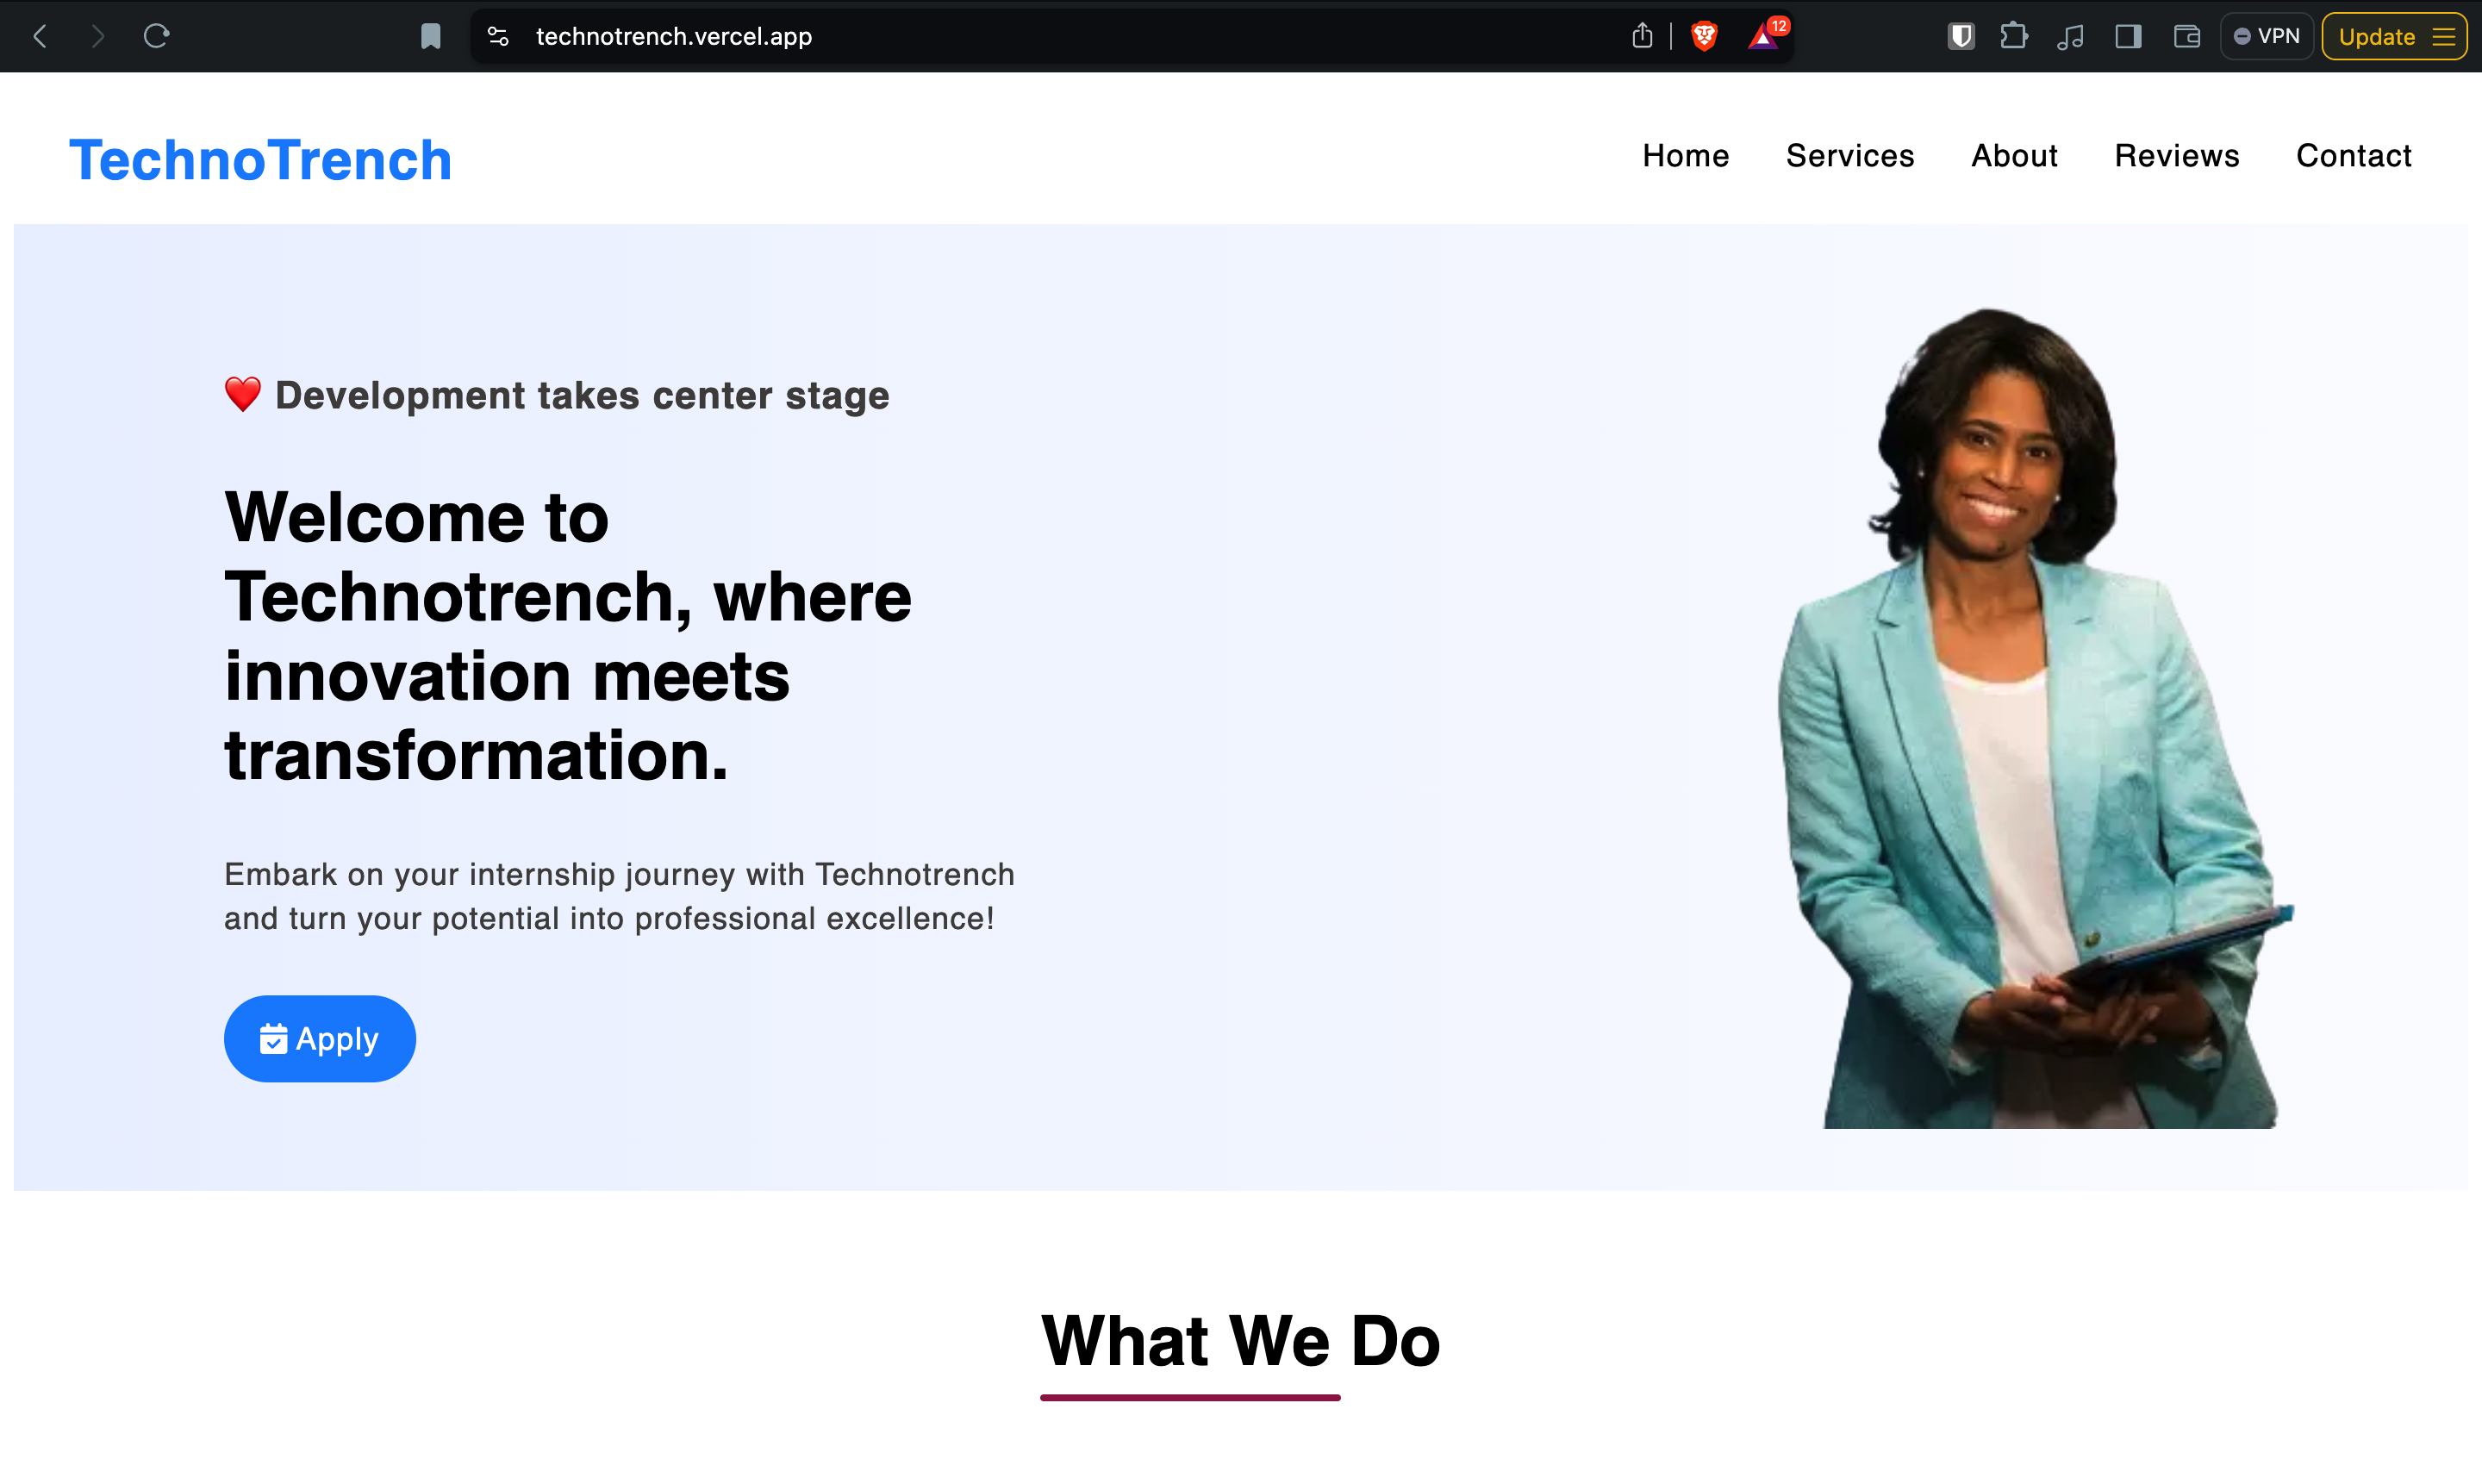 technotrench.vercel.app
12
VPN
Update
TechnoTrench
Home Services About Reviews Contact
❤️ Development takes center stage
Welcome to
Technotrench, where
innovation meets
transformation.
Embark on your internship journey with Technotrench
and turn your potential into professional excellence!
Apply
What We Do